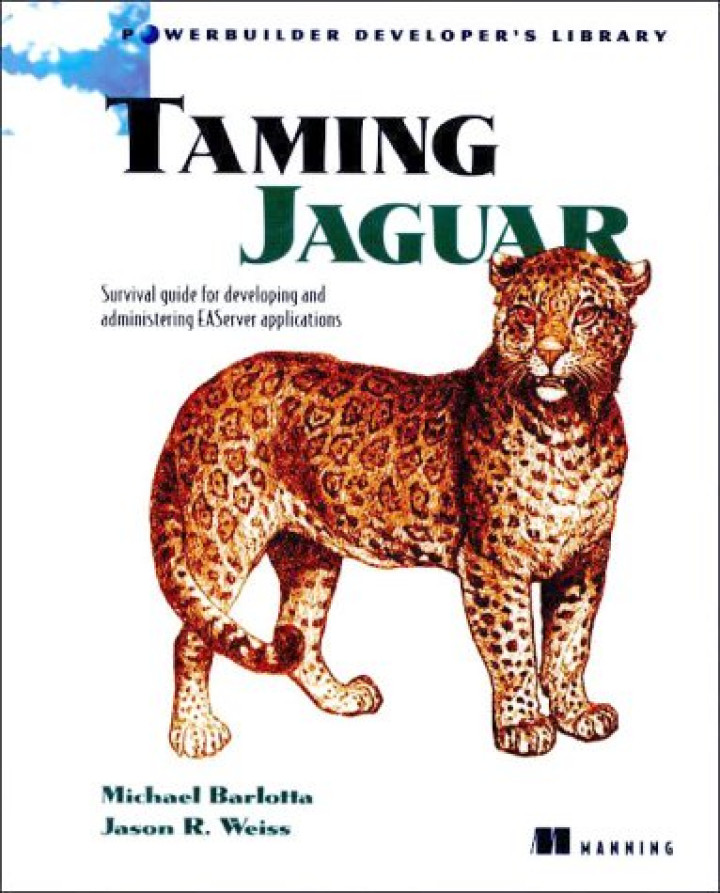 POWERBUILDER DEVELOPER'S LIBRARY
TAMING
JAGUAR
Survival guide for developing and
administering EAServer applications
Michael Barlotta
Jason R. Weiss
MANNING